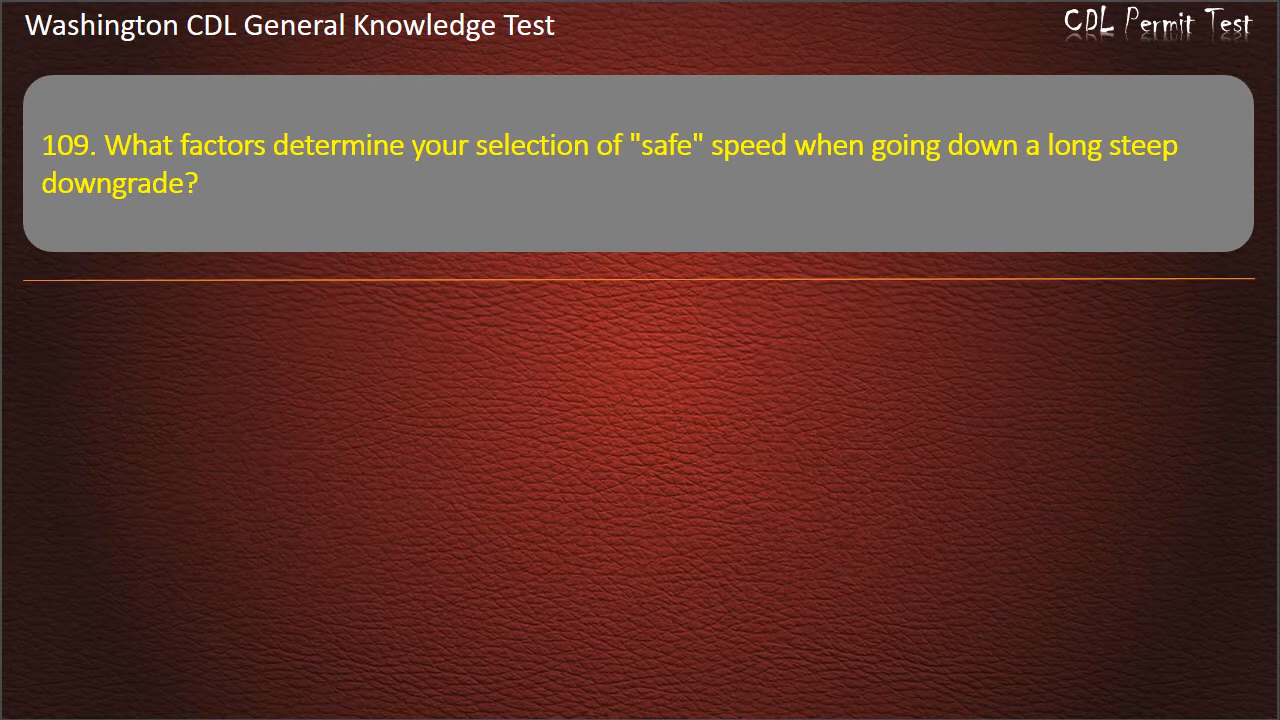 Washington CDL General Knowledge Test
CDL Permit Test
109. What factors determine your selection of "safe" speed when going down a long steep
downgrade?